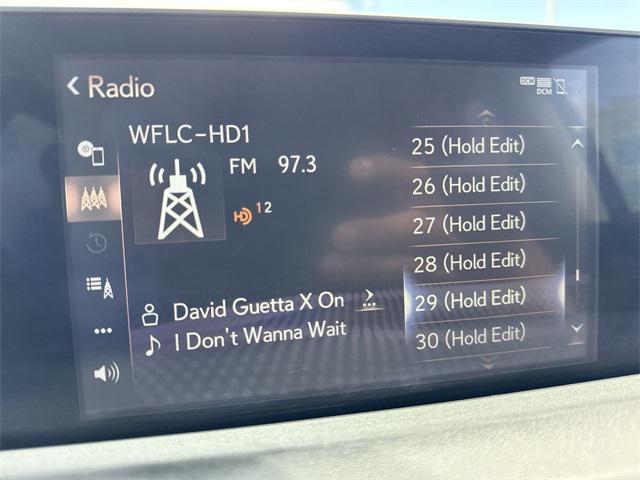 Radio
DCM
DCM
WFLC-HD1
FM 97.3
HD 1 2
David Guetta X On
I Don't Wanna Wait
25 (Hold Edit)
26 (Hold Edit)
27 (Hold Edit)
28 (Hold Edit)
29 (Hold Edit)
30 (Hold Edit)